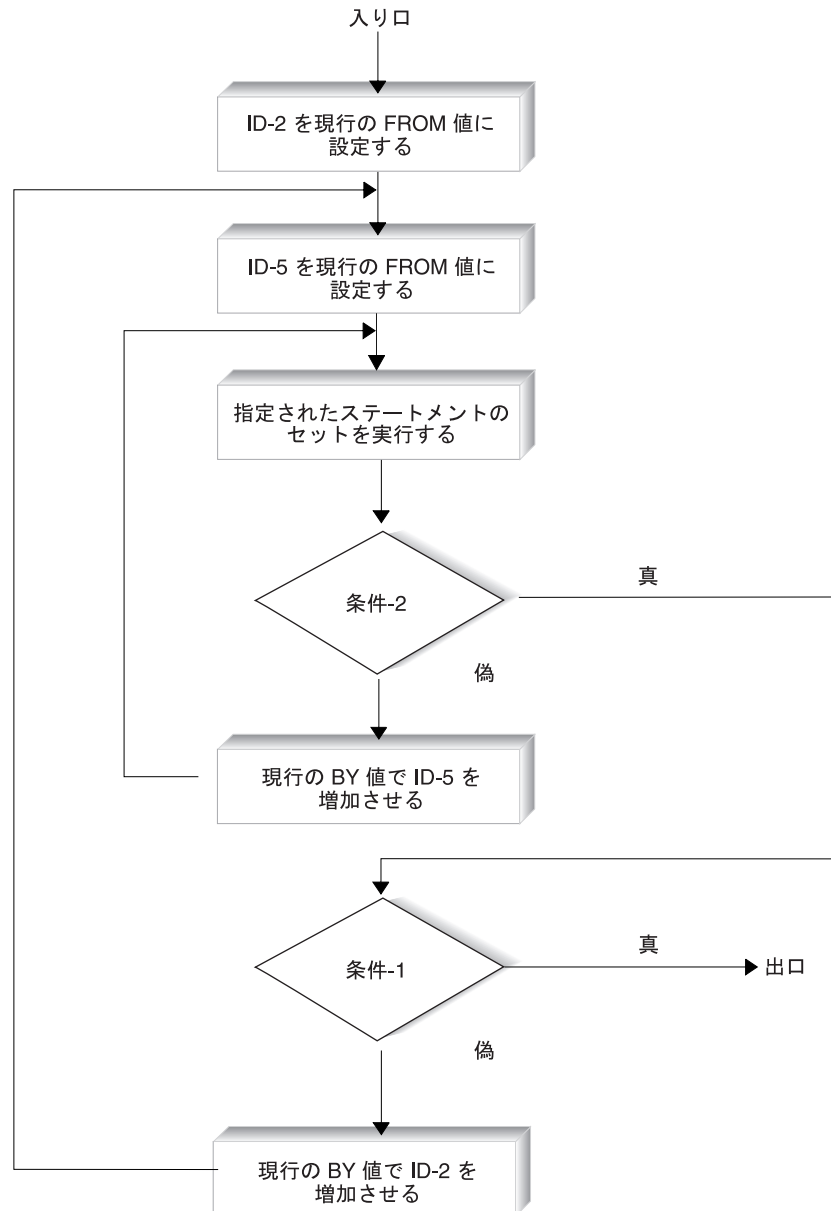 入り口
ID-2 を現行の FROM 値に
設定する
ID-5 を現行の FROM 値に
設定する
指定されたステートメントの
セットを実行する
条件-2
真
偽
現行の BY 値で ID-5 を
増加させる
条件-1
真
出口
偽
現行の BY 値で ID-2 を
増加させる